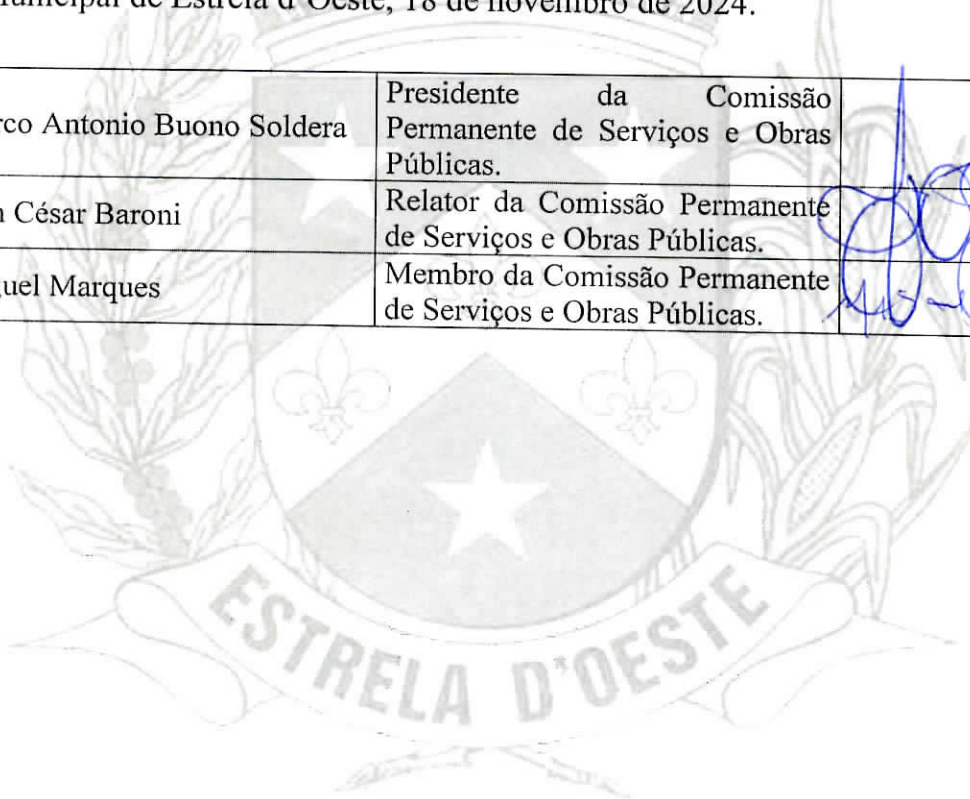 unicipal de Estrela d'Oeste, 18 de novembro de 2024.
rco Antonio Buono Soldera
Presidente da Comissão
Permanente de Serviços e Obras
Públicas.
César Baroni
Relator da Comissão Permanente
de Serviços e Obras Públicas.
uel Marques
Membro da Comissão Permanente
de Serviços e Obras Públicas.
ESTRELA D'OESTE